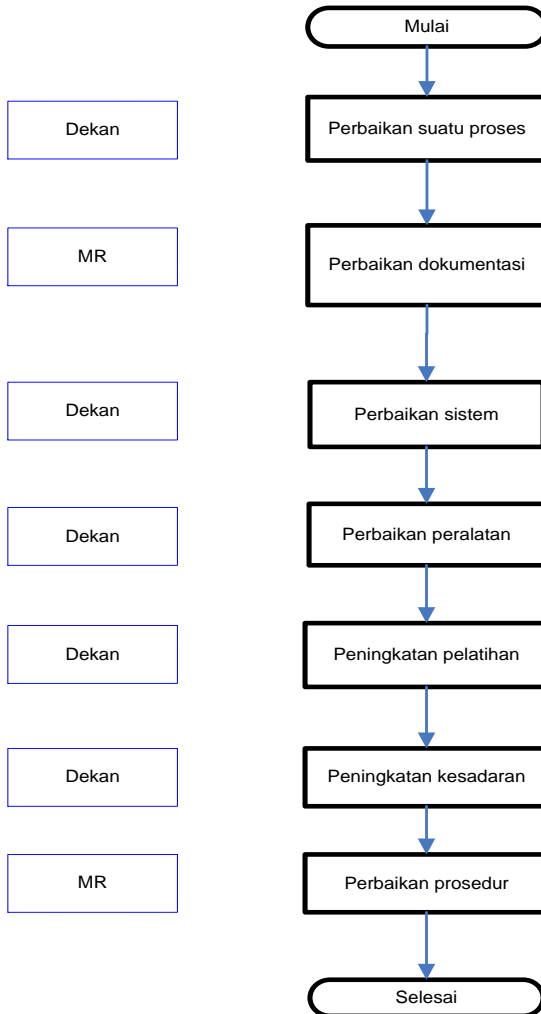 Mulai
Dekan
Perbaikan suatu proses
MR
Perbaikan dokumentasi
Dekan
Perbaikan sistem
Dekan
Perbaikan peralatan
Dekan
Peningkatan pelatihan
Dekan
Peningkatan kesadaran
MR
Perbaikan prosedur
Selesai